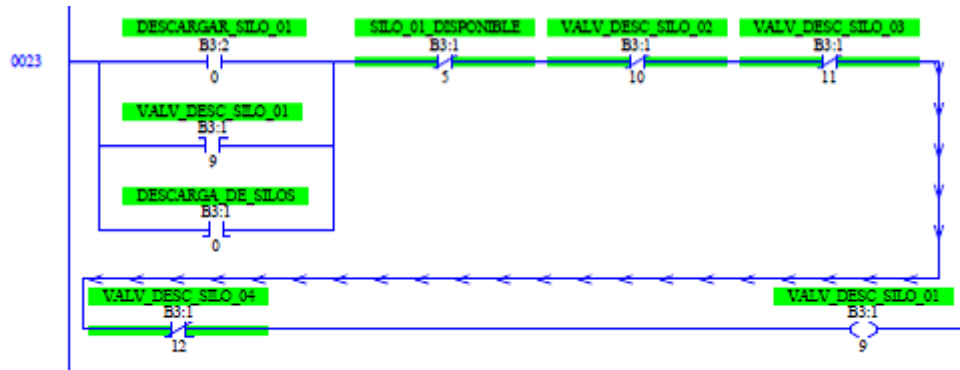 DESCARGAR_SILO_01 SILO_01_DISPONIBLE VALV_DESC_SILO_02 VALV_DESC_SILO_03
B3:2 B3:1 B3:1 B3:1
0023
0 5 10 11
VALV_DESC_SILO_01
B3:1
9
DESCARGA_DE_SILOS
B3:1
0
VALV_DESC_SILO_04 VALV_DESC_SILO_01
B3:1 B3:1
12 9